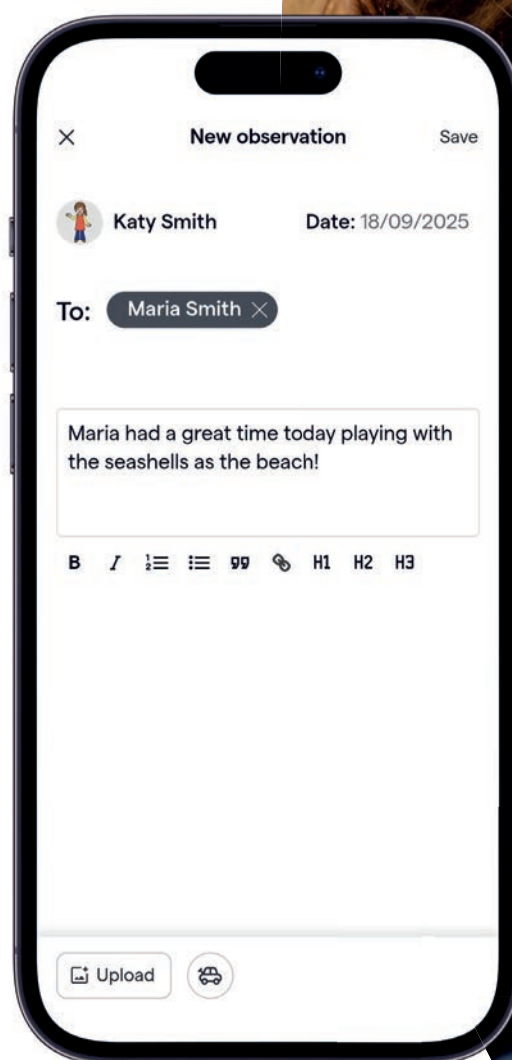 New observation
Save
Katy Smith
Date: 18/09/2025
To: Maria Smith
Maria had a great time today playing with
the seashells as the beach!
B I 99 H1 H2 H3
Upload